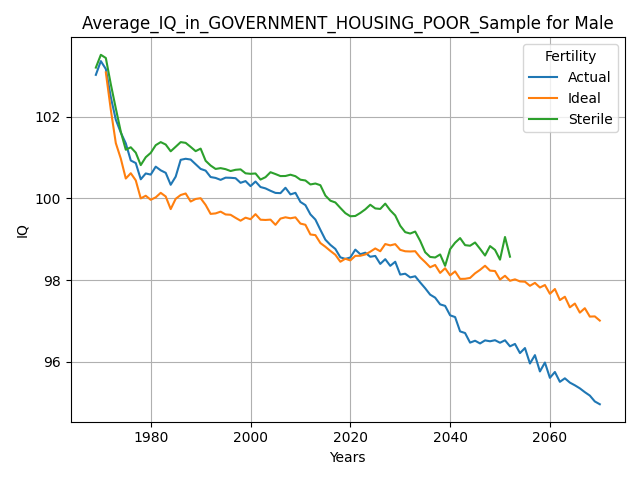 Average_IQ_in_GOVERNMENT_HOUSING_POOR_Sample for Male
Fertility
Actual
Ideal
Sterile
IQ
102
100
98
96
1980
2000
2020
2040
2060
Years